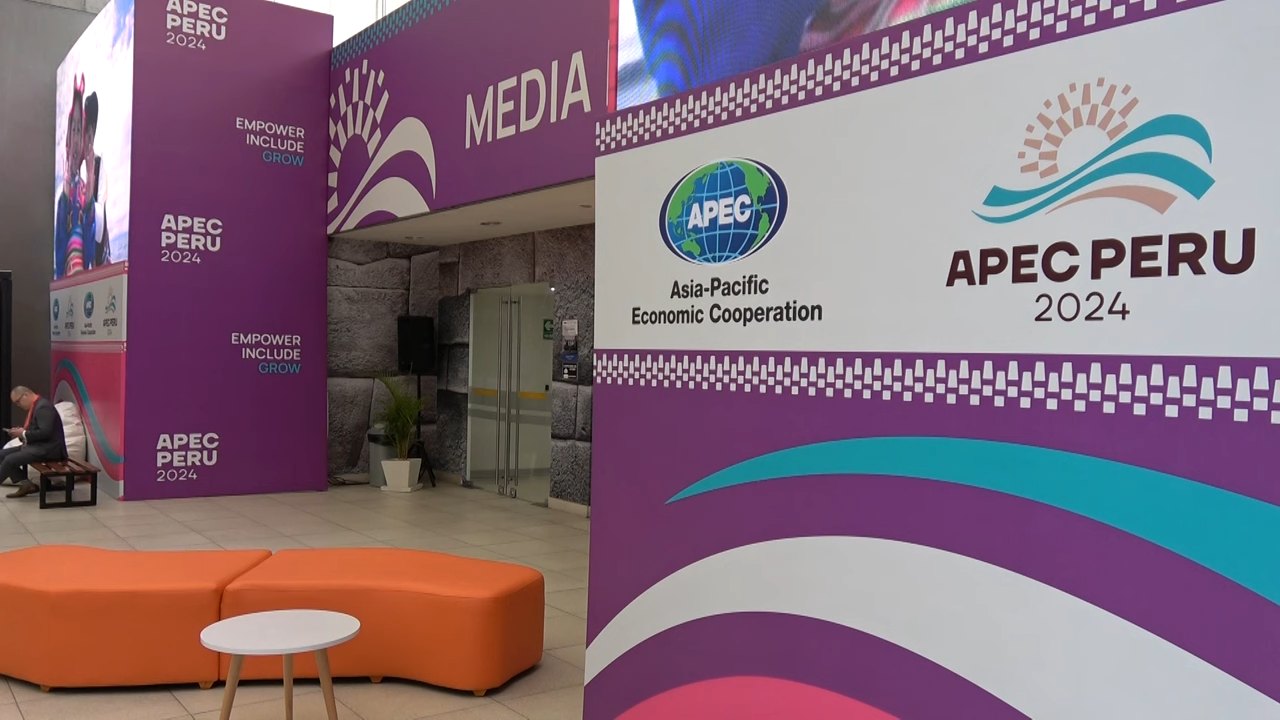 APEC
PERU
2024
EMPOWER
INCLUDE
GROW
APEC
PERU
2024
EMPOWER
INCLUDE
GROW
APEC
PERU
2024
MEDIA
APEC
Asia-Pacific
Economic Cooperation
APEC PERU
2024